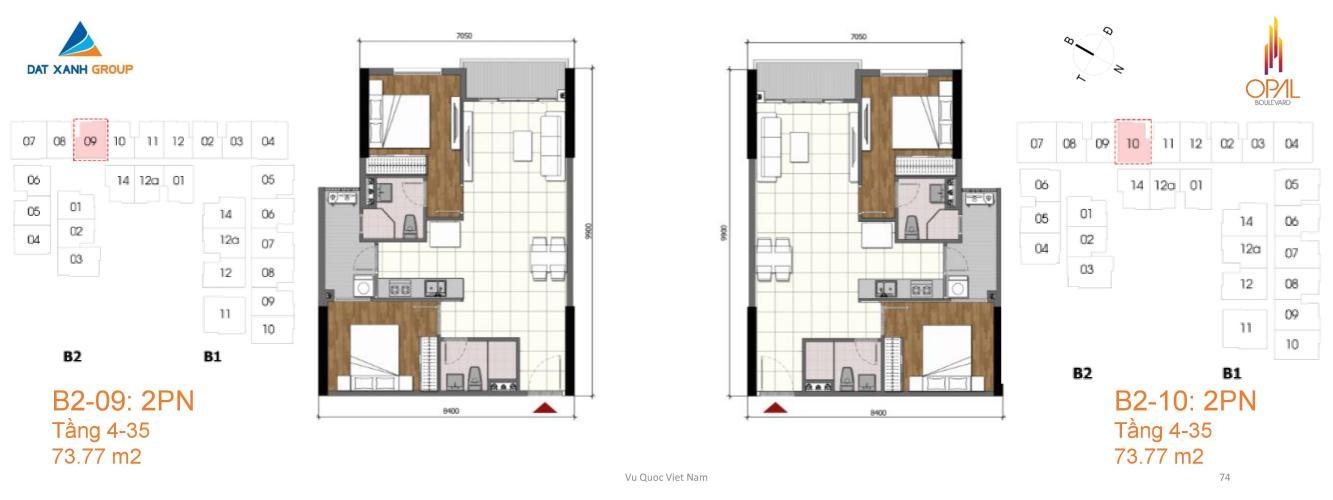 DAT XANH GROUP
07 08 09 10 11 12 02 03 04
06 14 12a 01 05
05 01 14 06
04 02 12a 07
03 12 08
11 09
10
B2 B1
B2-09: 2PN
Tầng 4-35
73.77 m2
7050
9900
8400
7050
9900
8400
B Đ
T N
OPAL
BOULEVARD
07 08 09 10 11 12 02 03 04
06 14 12a 01 05
05 01 14 06
04 02 12a 07
03 12 08
11 09
10
B2 B1
B2-10: 2PN
Tầng 4-35
73.77 m2
Vu Quoc Viet Nam
74